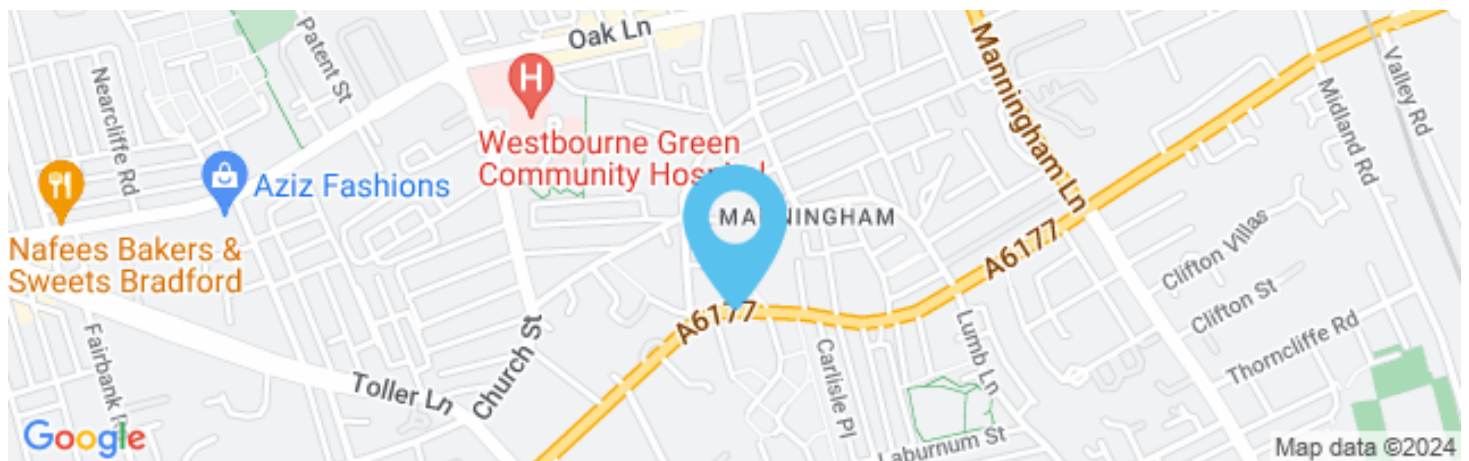 Oak Ln
Patent St
Nearcliffe Rd
H
Westbourne Green
Community Hospital
Aziz Fashions
Nafees Bakers &
Sweets Bradford
Manningham Ln
MANNINGHAM
Midland Rd
Valley Rd
A6177
A6177
Clifton Villas
Clifton St
Thorncliffe Rd
Lumb Ln
Carlisle Pl
Laburnum St
Church St
Toller Ln
Fairbank
Google
Map data ©2024